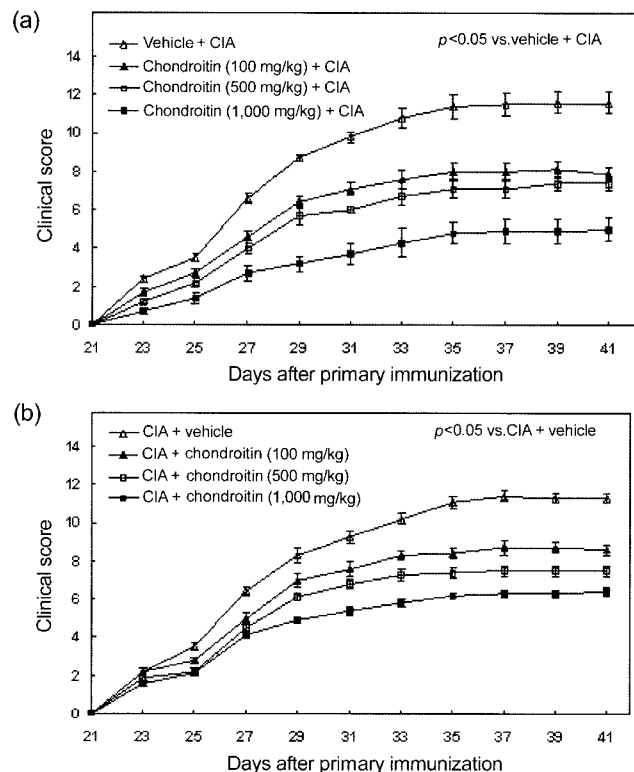 (a)
Vehicle + CIA
Chondroitin (100 mg/kg) + CIA
Chondroitin (500 mg/kg) + CIA
Chondroitin (1,000 mg/kg) + CIA
p<0.05 vs.vehicle + CIA
Clinical score
14
12
10
8
6
4
2
0
21 23 25 27 29 31 33 35 37 39 41
Days after primary immunization
(b)
CIA + vehicle
CIA + chondroitin (100 mg/kg)
CIA + chondroitin (500 mg/kg)
CIA + chondroitin (1,000 mg/kg)
p<0.05 vs.CIA + vehicle
Clinical score
14
12
10
8
6
4
2
0
21 23 25 27 29 31 33 35 37 39 41
Days after primary immunization